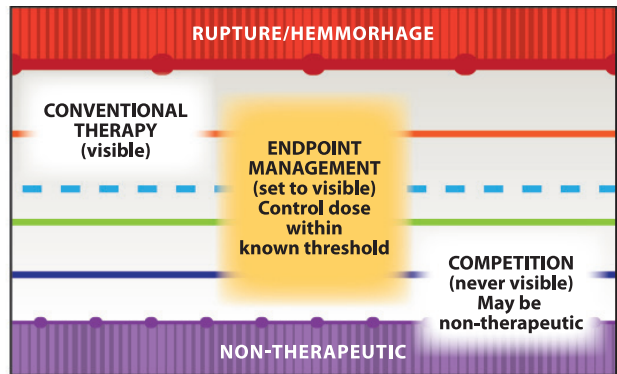 RUPTURE/HEMMORHAGE
CONVENTIONAL
THERAPY
(visible)
ENDPOINT
MANAGEMENT
(set to visible)
Control dose
within
known threshold
COMPETITION
(never visible)
May be
non-therapeutic
NON-THERAPEUTIC